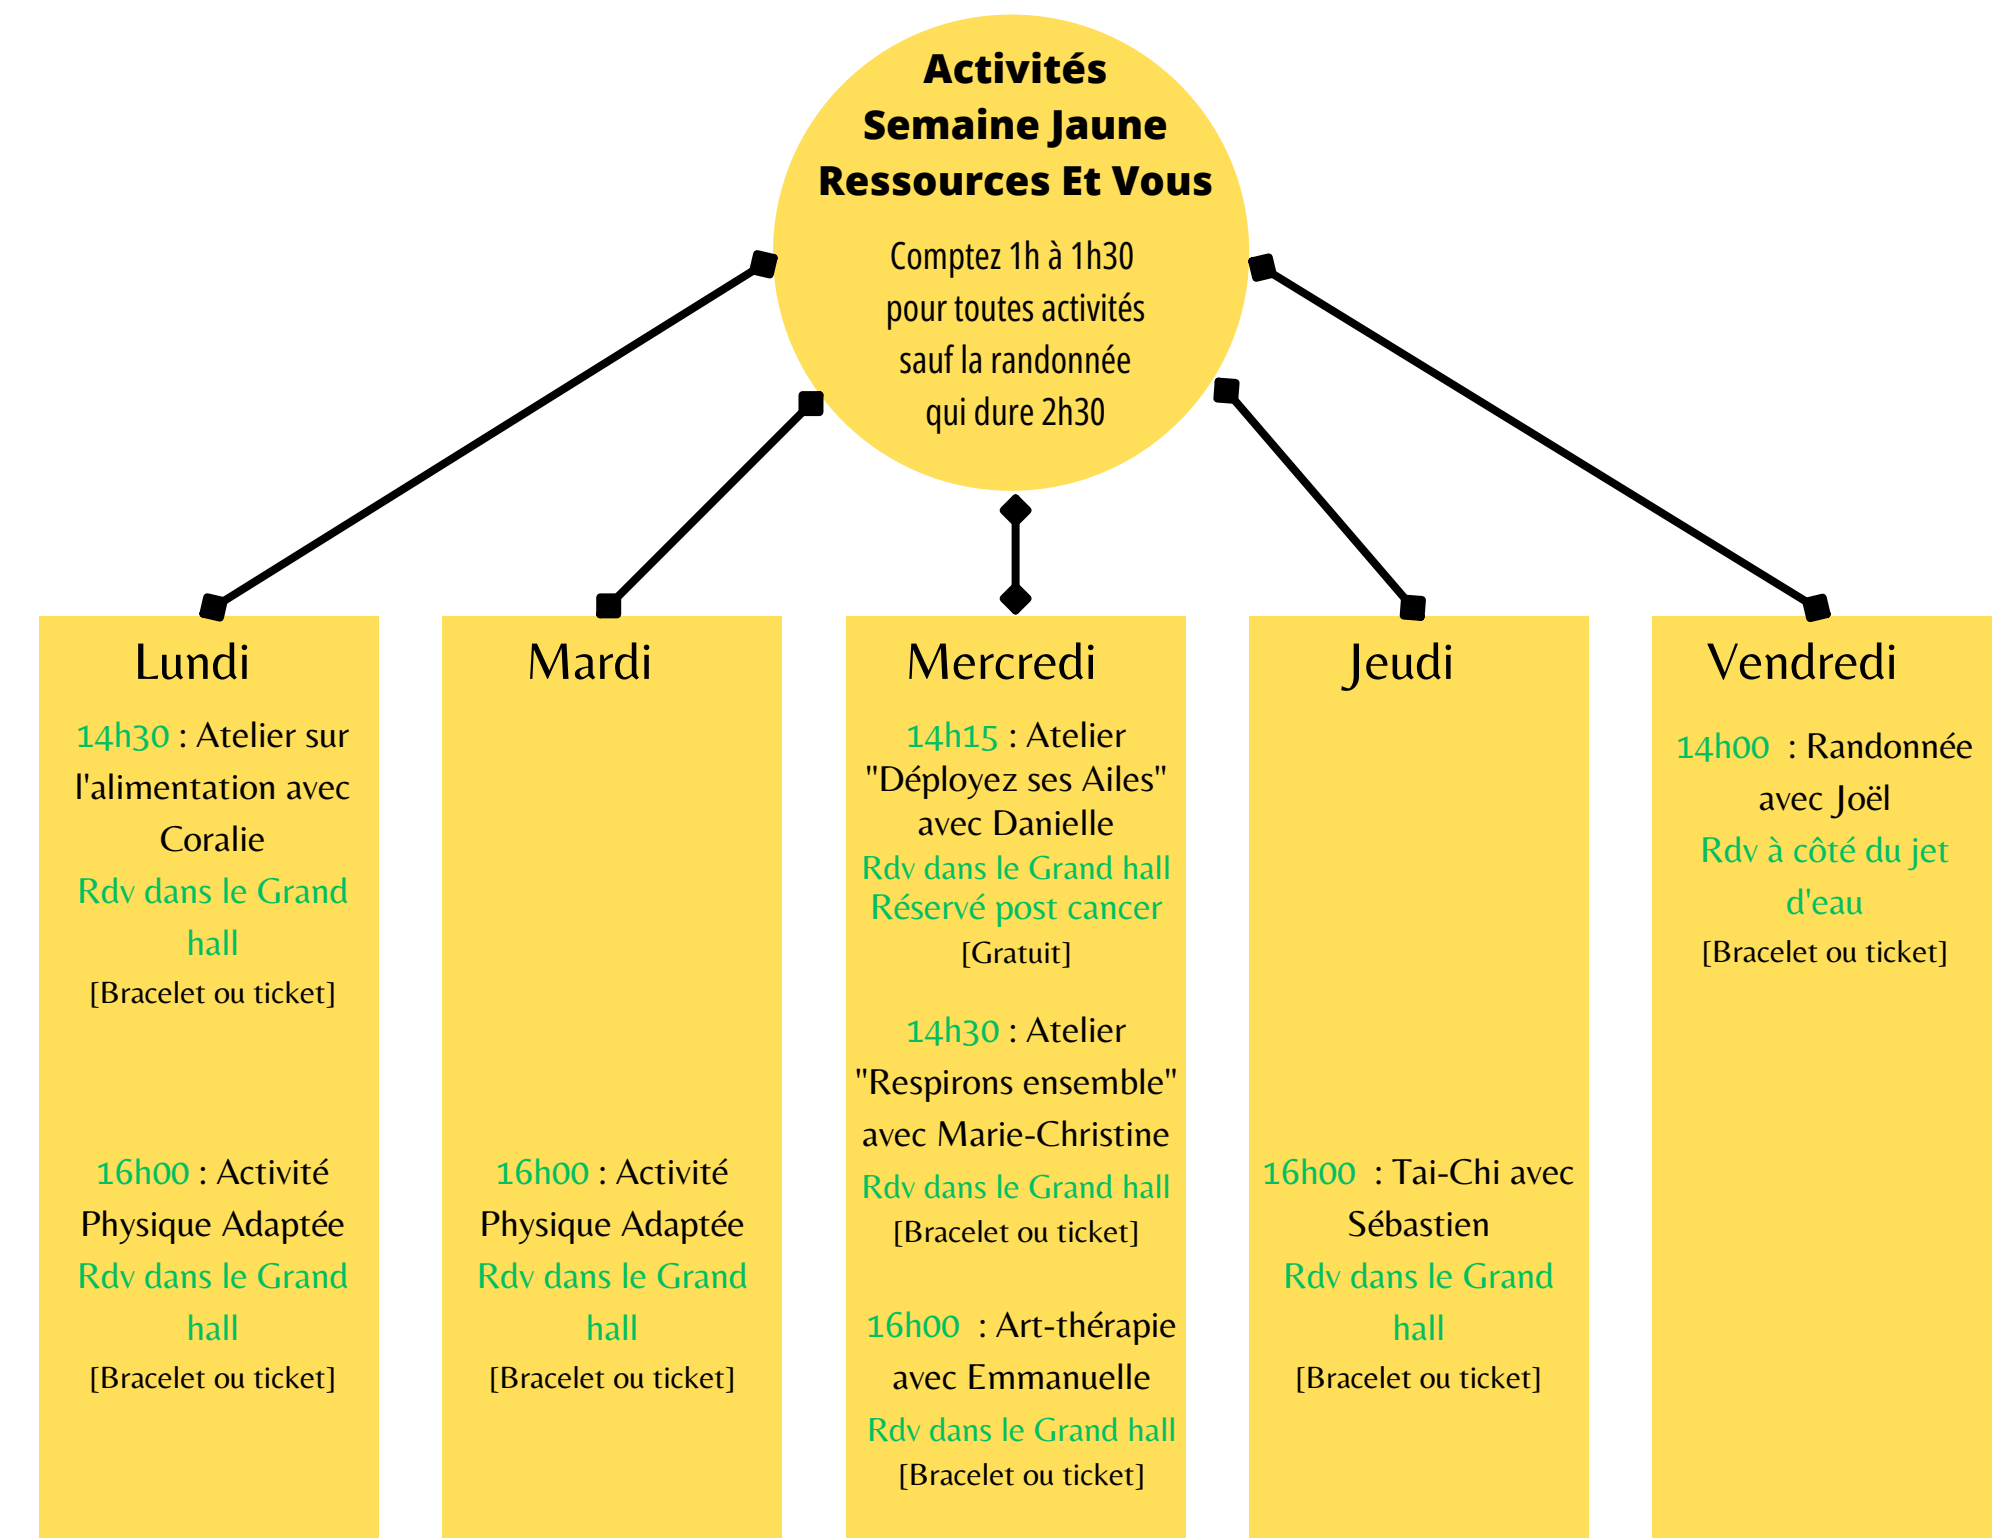 Activités
Semaine Jaune
Ressources Et Vous
Comptez 1h à 1h30
pour toutes activités
sauf la randonnée
qui dure 2h30
Lundi
14h30 : Atelier sur
l'alimentation avec
Coralie
Rdv dans le Grand
hall
[Bracelet ou ticket]
16h00 : Activité
Physique Adaptée
Rdv dans le Grand
hall
[Bracelet ou ticket]
Mardi
16h00 : Activité
Physique Adaptée
Rdv dans le Grand
hall
[Bracelet ou ticket]
Mercredi
14h15 : Atelier
"Déployez ses Ailes"
avec Danielle
Rdv dans le Grand hall
Réservé post cancer
[Gratuit]
14h30 : Atelier
"Respirons ensemble"
avec Marie-Christine
Rdv dans le Grand hall
[Bracelet ou ticket]
16h00 : Art-thérapie
avec Emmanuelle
Rdv dans le Grand hall
[Bracelet ou ticket]
Jeudi
16h00 : Tai-Chi avec
Sébastien
Rdv dans le Grand
hall
[Bracelet ou ticket]
Vendredi
14h00 : Randonnée
avec Joël
Rdv à côté du jet
d'eau
[Bracelet ou ticket]